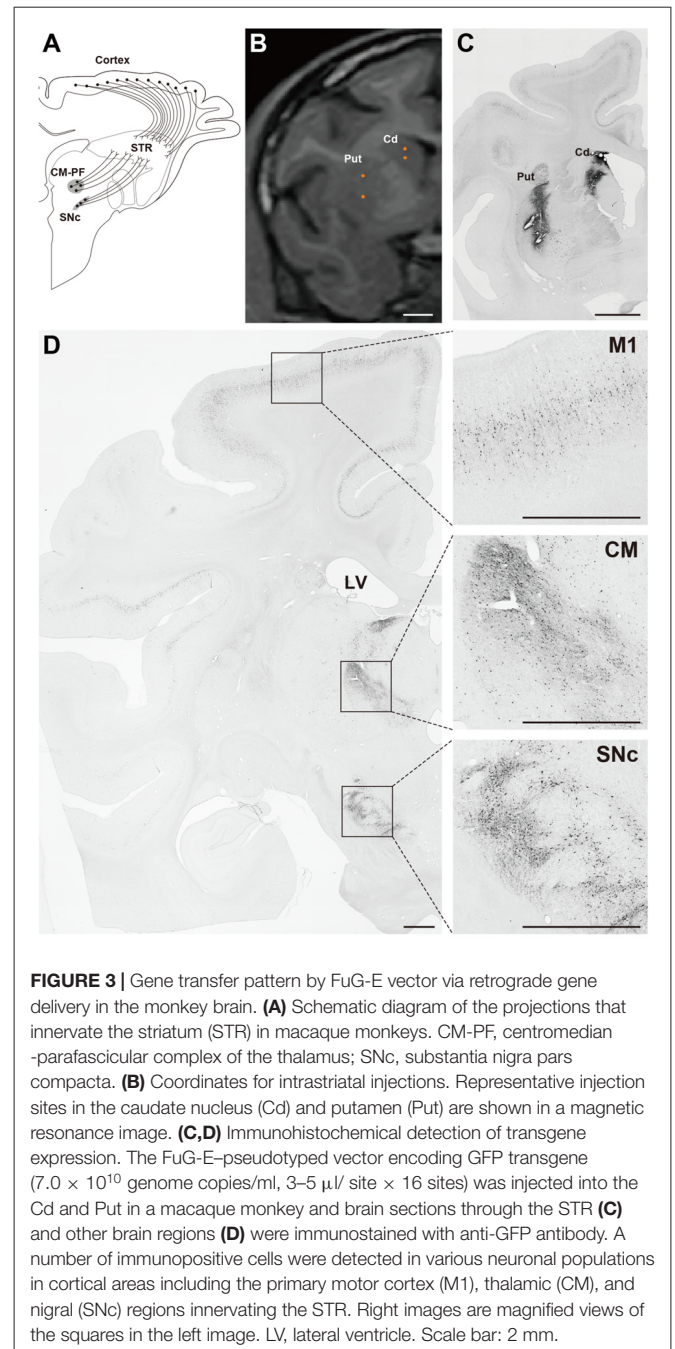 A
Cortex
STR
CM-PF
SNc
B
Cd
Put
C
Cd
Put
D
LV
M1
CM
SNc
FIGURE 3 | Gene transfer pattern by FuG-E vector via retrograde gene
delivery in the monkey brain. (A) Schematic diagram of the projections that
innervate the striatum (STR) in macaque monkeys. CM-PF, centromedian
-parafascicular complex of the thalamus; SNc, substantia nigra pars
compacta. (B) Coordinates for intrastriatal injections. Representative injection
sites in the caudate nucleus (Cd) and putamen (Put) are shown in a magnetic
resonance image. (C,D) Immunohistochemical detection of transgene
expression. The FuG-E–pseudotyped vector encoding GFP transgene
(7.0 × 10¹⁰ genome copies/ml, 3–5 μl/ site × 16 sites) was injected into the
Cd and Put in a macaque monkey and brain sections through the STR (C)
and other brain regions (D) were immunostained with anti-GFP antibody. A
number of immunopositive cells were detected in various neuronal populations
in cortical areas including the primary motor cortex (M1), thalamic (CM), and
nigral (SNc) regions innervating the STR. Right images are magnified views of
the squares in the left image. LV, lateral ventricle. Scale bar: 2 mm.